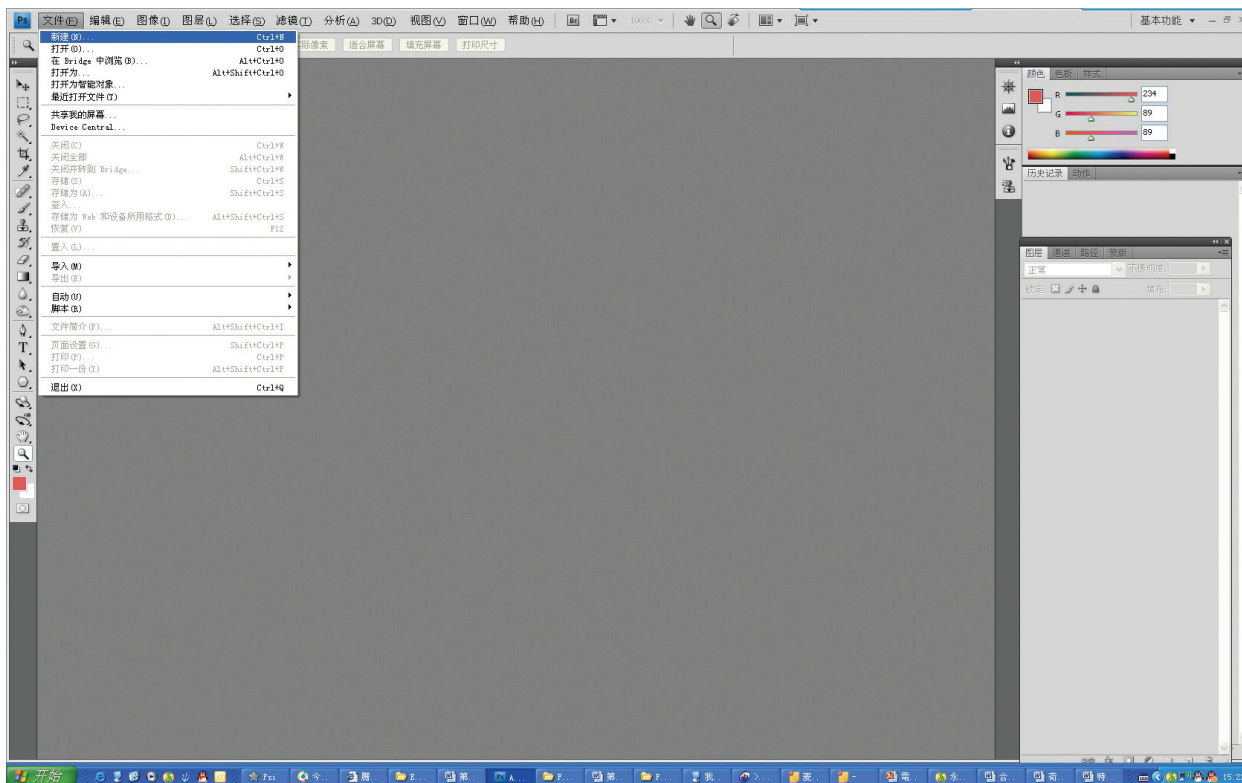 Ps 文件(F) 编辑(E) 图像(I) 图层(L) 选择(S) 滤镜(T) 分析(A) 3D(D) 视图(V) 窗口(W) 帮助(H) Br 100% 基本功能
适合屏幕 填充屏幕 打印尺寸
新建(N)... Ctrl+N
打开(O)... Ctrl+O
在 Bridge 中浏览(B)... Alt+Ctrl+O
打开为... Alt+Shift+Ctrl+O
打开为智能对象...
最近打开文件(T)
共享我的屏幕...
Device Central...
关闭(C) Ctrl+W
关闭全部 Alt+Ctrl+W
关闭并转到 Bridge... Shift+Ctrl+W
存储(S) Ctrl+S
存储为(A)... Shift+Ctrl+S
签入...
存储为 Web 和设备所用格式(D)... Alt+Shift+Ctrl+S
恢复(V) F12
置入(L)...
导入(M)
导出(E)
自动(U)
脚本(R)
文件简介(F)... Alt+Shift+Ctrl+I
页面设置(G)... Shift+Ctrl+P
打印(P)... Ctrl+P
打印一份(Y) Alt+Shift+Ctrl+P
退出(X) Ctrl+Q
颜色 色板 样式
R 234
G 89
B 89
历史记录 动作
图层 通道 路径 蒙版
正常 不透明度:
锁定: 填充:
开始